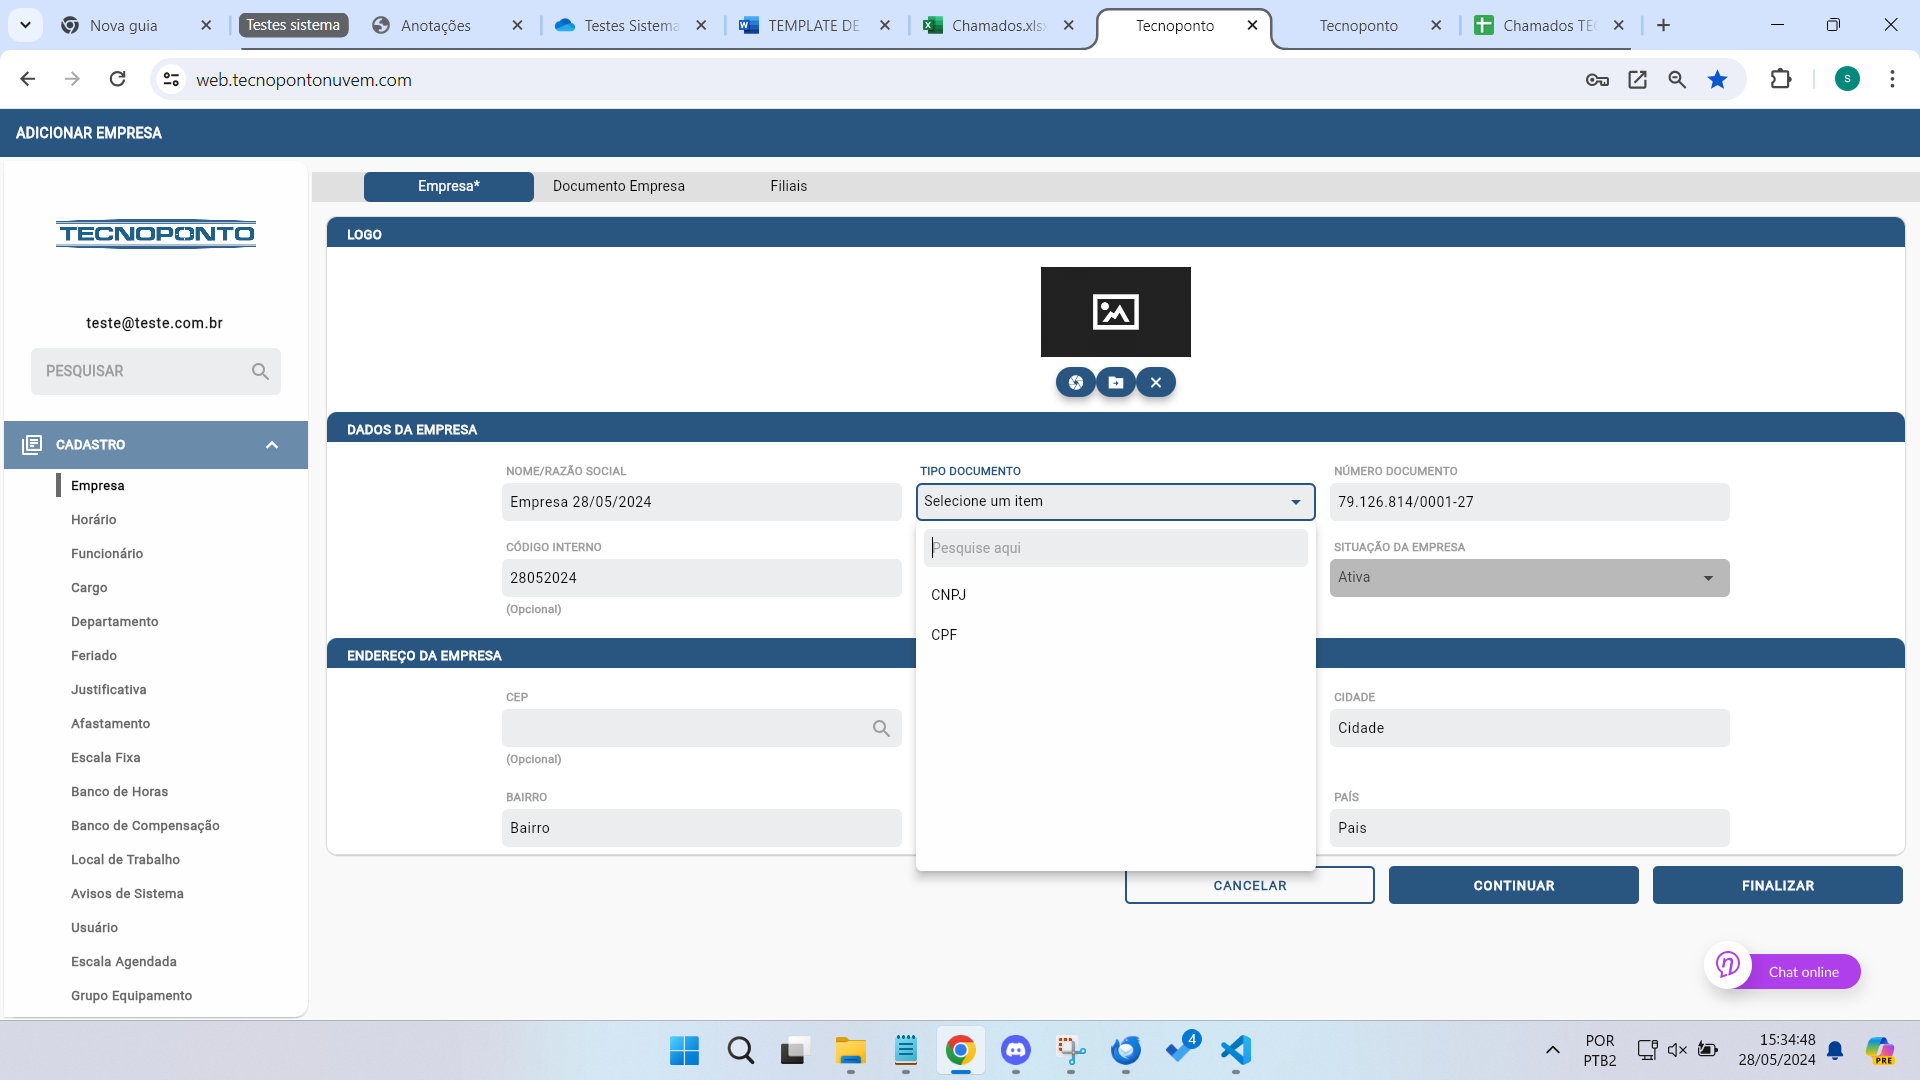 Nova guia
Testes sistema
Anotações
Testes Sistema
TEMPLATE DE
Chamados.xlsx
Tecnoponto
Tecnoponto
Chamados TEC
web.tecnopontonuvem.com
S
ADICIONAR EMPRESA
Empresa*
Documento Empresa
Filiais
TECNOPONTO
LOGO
teste@teste.com.br
PESQUISAR
CADASTRO
Empresa
Horário
Funcionário
Cargo
Departamento
Feriado
Justificativa
Afastamento
Escala Fixa
Banco de Horas
Banco de Compensação
Local de Trabalho
Avisos de Sistema
Usuário
Escala Agendada
Grupo Equipamento
DADOS DA EMPRESA
NOME/RAZÃO SOCIAL
Empresa 28/05/2024
TIPO DOCUMENTO
Selecione um item
Pesquise aqui
CNPJ
CPF
NÚMERO DOCUMENTO
79.126.814/0001-27
CÓDIGO INTERNO
28052024
(Opcional)
SITUAÇÃO DA EMPRESA
Ativa
ENDEREÇO DA EMPRESA
CEP
(Opcional)
CIDADE
Cidade
BAIRRO
Bairro
PAÍS
Pais
CANCELAR
CONTINUAR
FINALIZAR
Chat online
4
POR
PTB2
15:34:48
28/05/2024
PRE